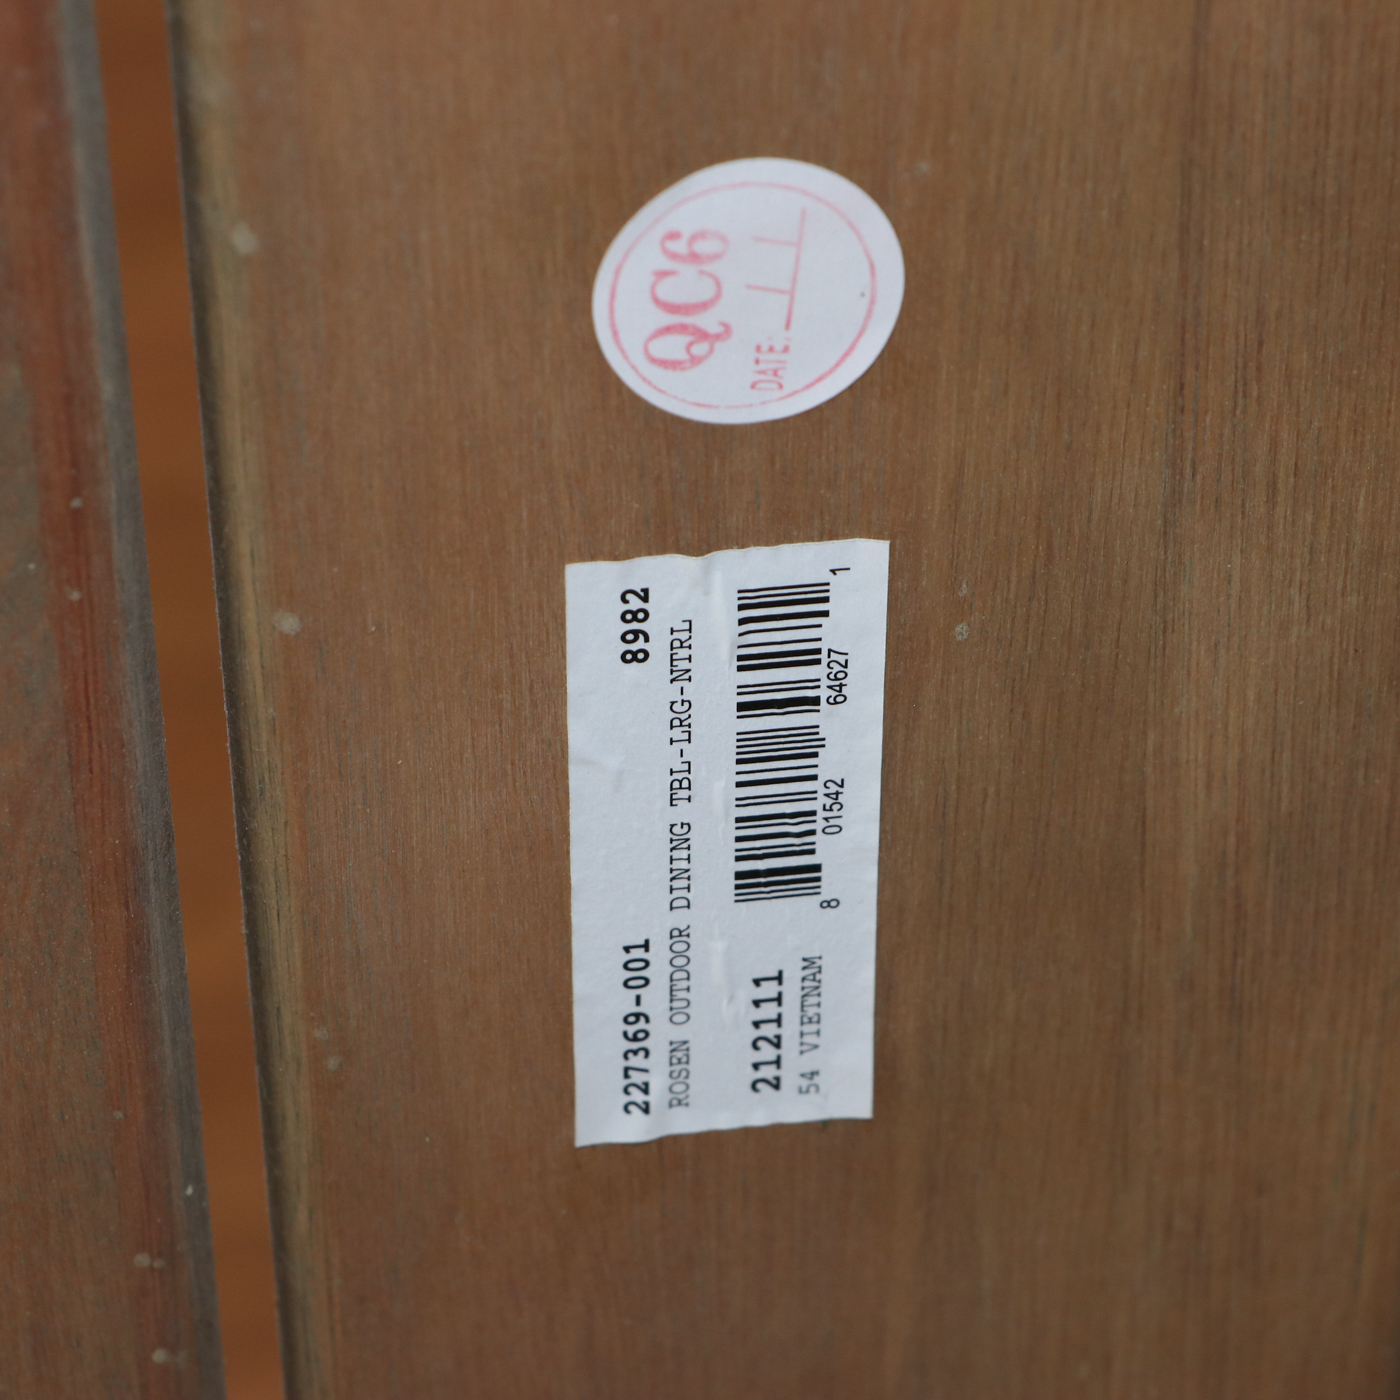 QC6
DATE:
227369-001 8982
ROSEN OUTDOOR DINING TBL-LRG-NTRL
212111
54 VIETNAM
8 01542 64627 1